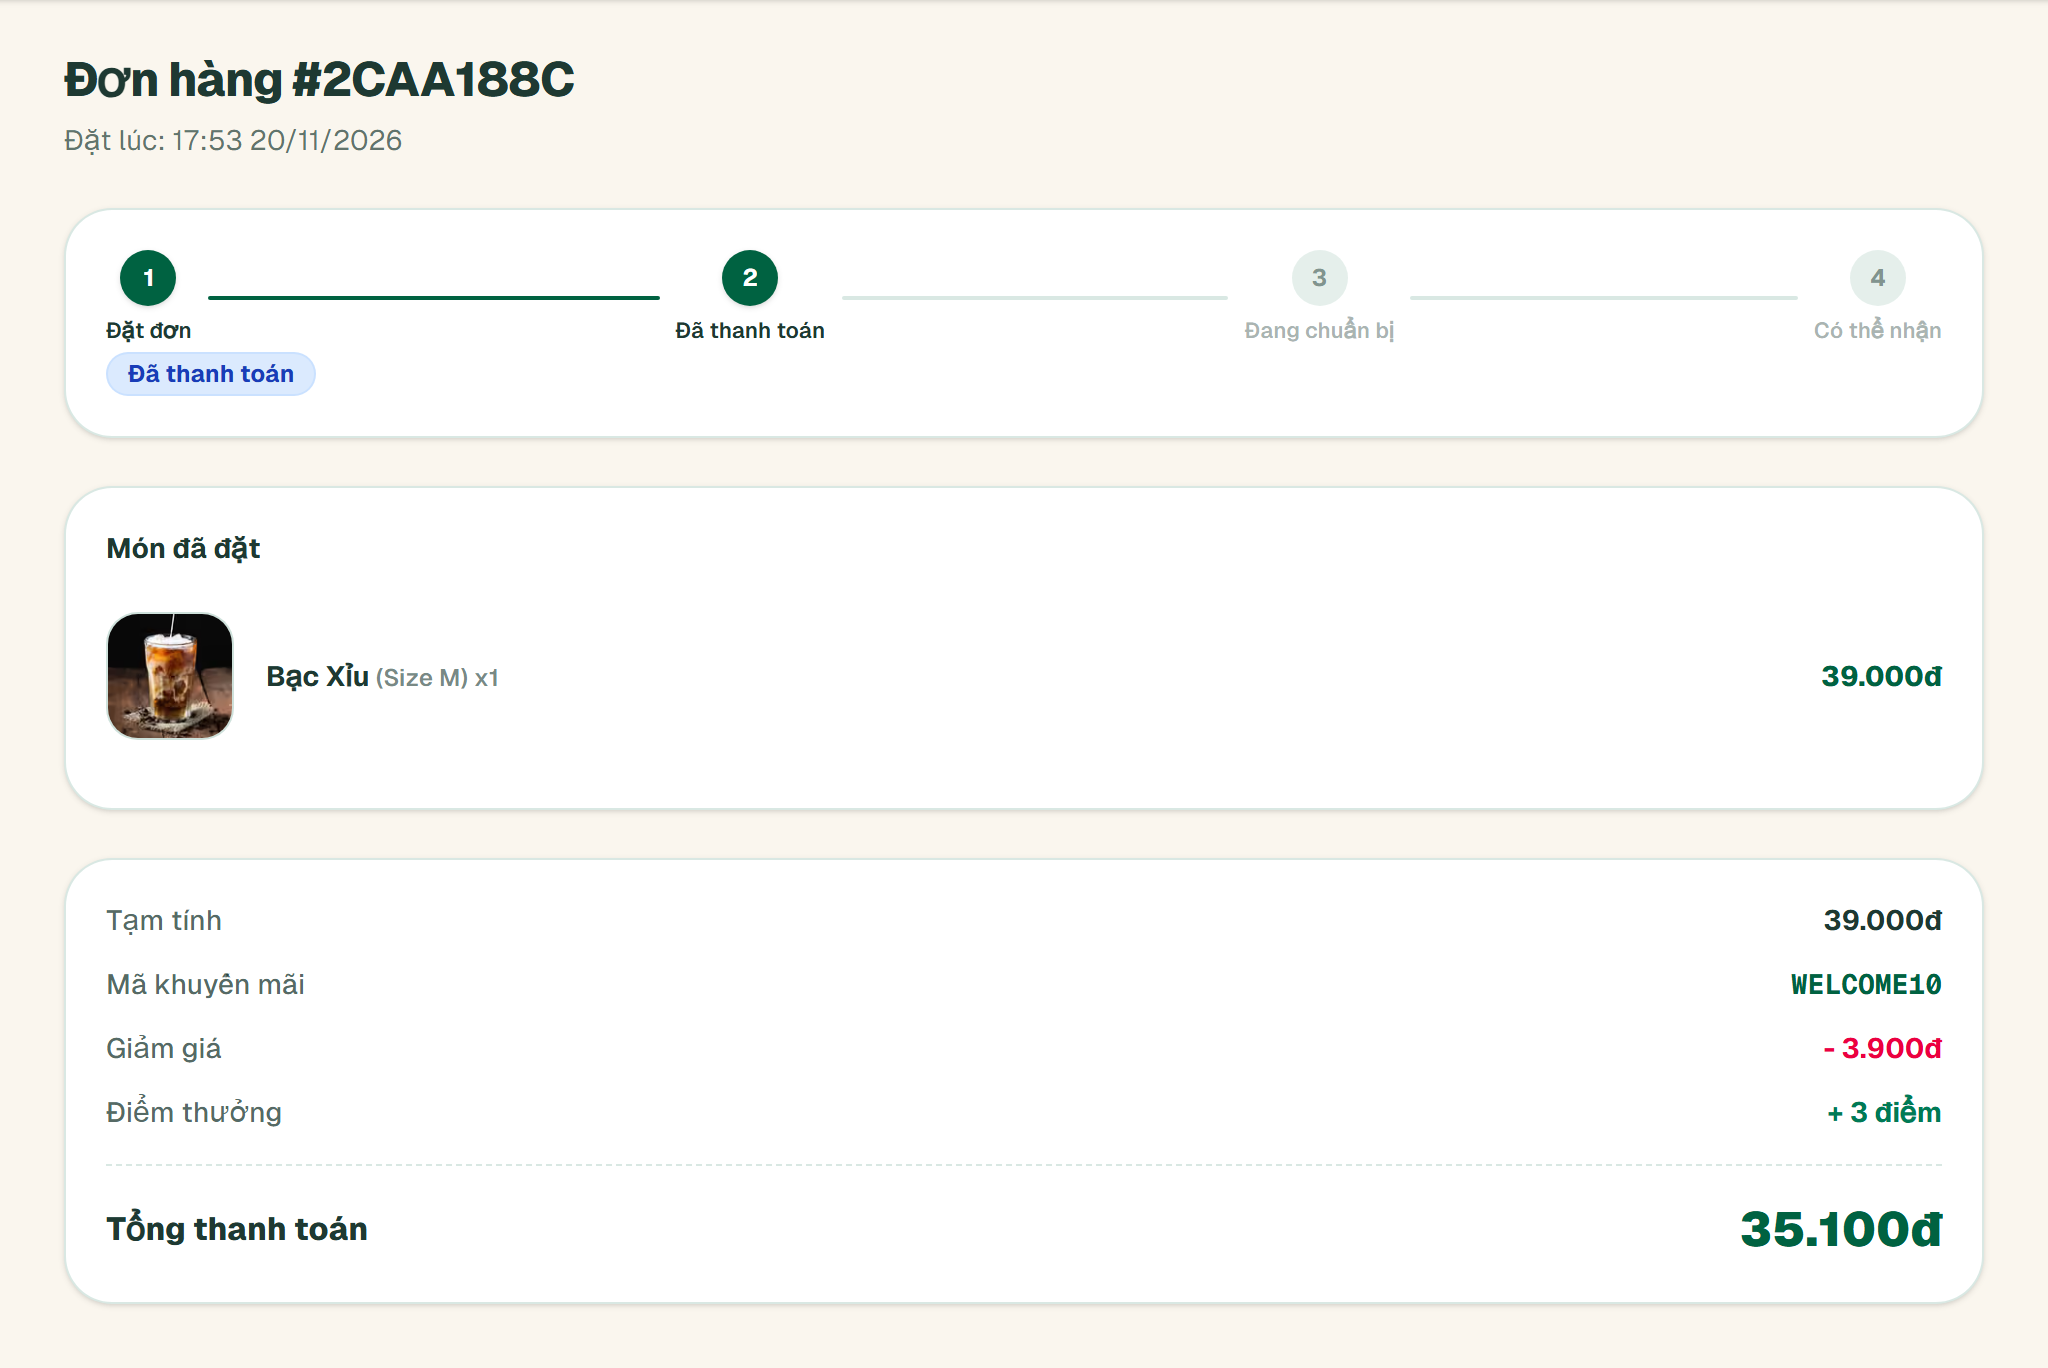 Đơn hàng #2CAA188C
Đặt lúc: 17:53 20/11/2026
1
2
3
4
Đặt đơn
Đã thanh toán
Đang chuẩn bị
Có thể nhận
Đã thanh toán
Món đã đặt
Bạc Xỉu (Size M) x1
39.000đ
Tạm tính
39.000đ
Mã khuyến mãi
WELCOME10
Giảm giá
- 3.900đ
Điểm thưởng
+ 3 điểm
Tổng thanh toán
35.100đ